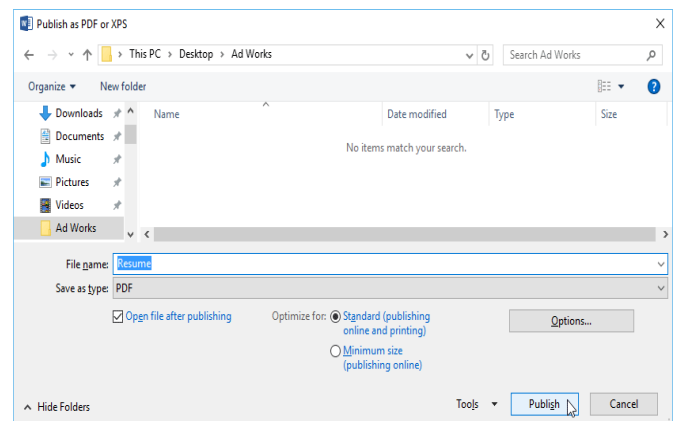 Publish as PDF or XPS
This PC > Desktop > Ad Works
Search Ad Works
Organize
New folder
Name
Date modified
Type
Size
Downloads
Documents
Music
Pictures
Videos
Ad Works
No items match your search.
File name: Resume
Save as type: PDF
Open file after publishing
Optimize for:
Standard (publishing
online and printing)
Minimum size
(publishing online)
Options...
Hide Folders
Tools
Publish
Cancel